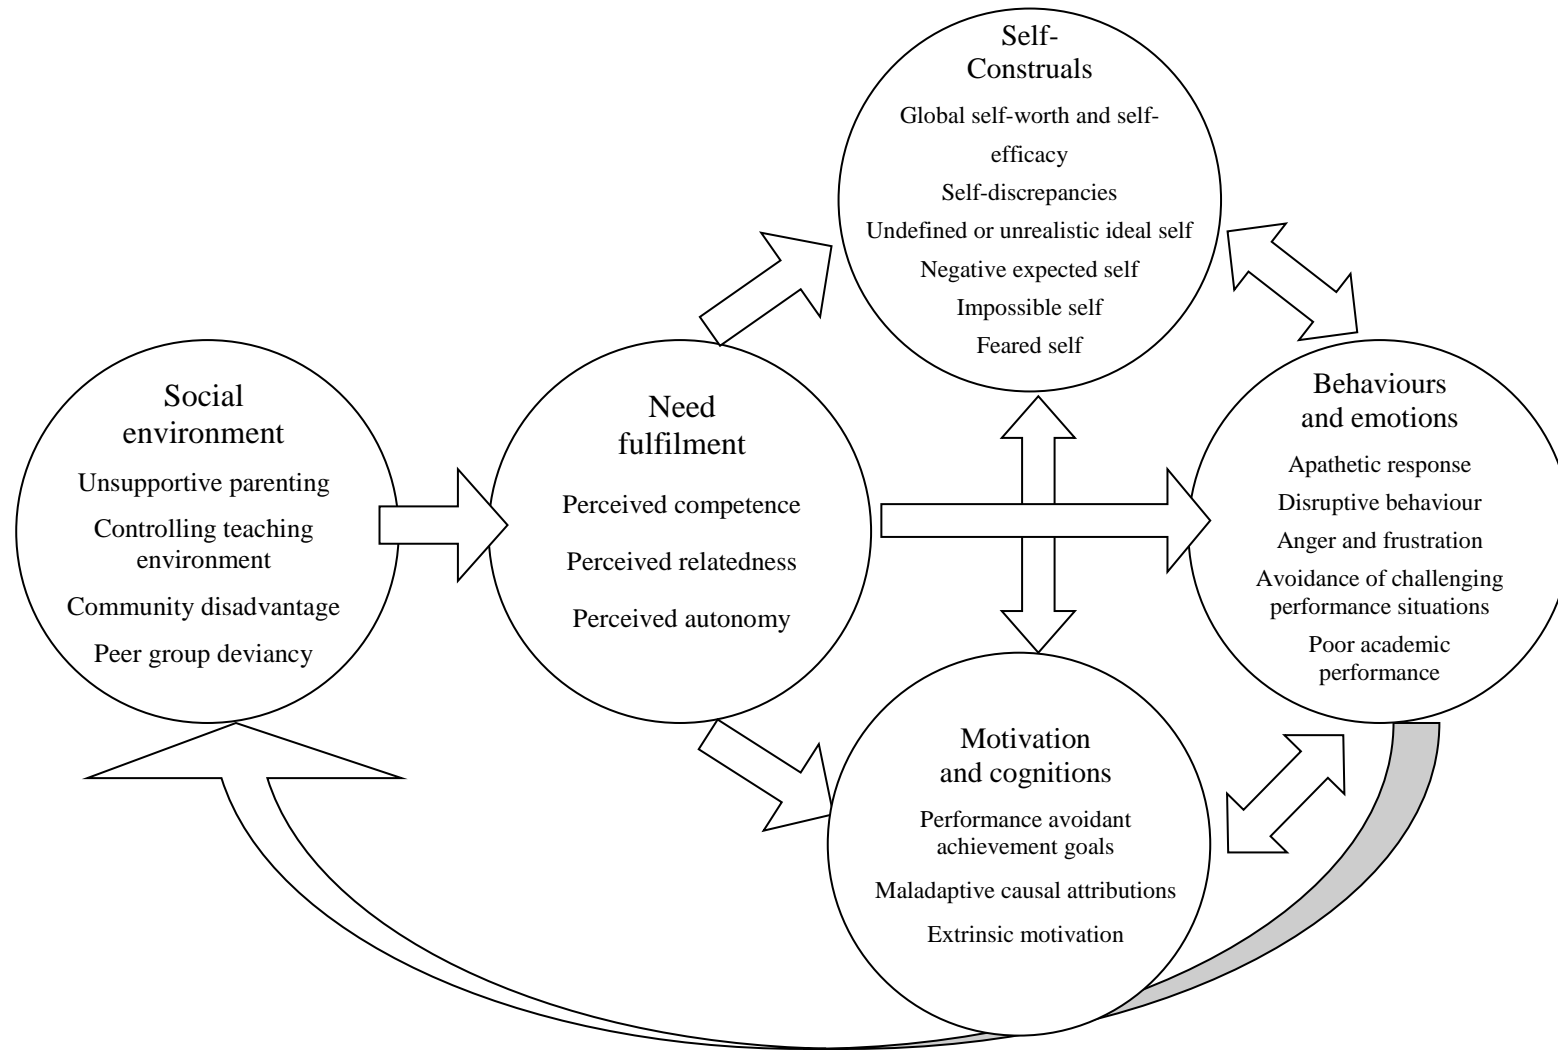 Social
environment
Unsupportive parenting
Controlling teaching
environment
Community disadvantage
Peer group deviancy
Need
fulfilment
Perceived competence
Perceived relatedness
Perceived autonomy
Self-
Construals
Global self-worth and self-
efficacy
Self-discrepancies
Undefined or unrealistic ideal self
Negative expected self
Impossible self
Feared self
Motivation
and cognitions
Performance avoidant
achievement goals
Maladaptive causal attributions
Extrinsic motivation
Behaviours
and emotions
Apathetic response
Disruptive behaviour
Anger and frustration
Avoidance of challenging
performance situations
Poor academic
performance